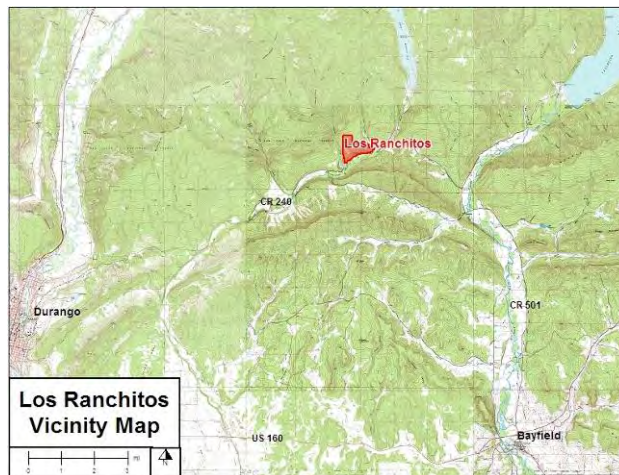 Los Ranchitos
CR 240
Durango
CR 501
Los Ranchitos
Vicinity Map
US 160
Bayfield
0 1 2 3 mi
N